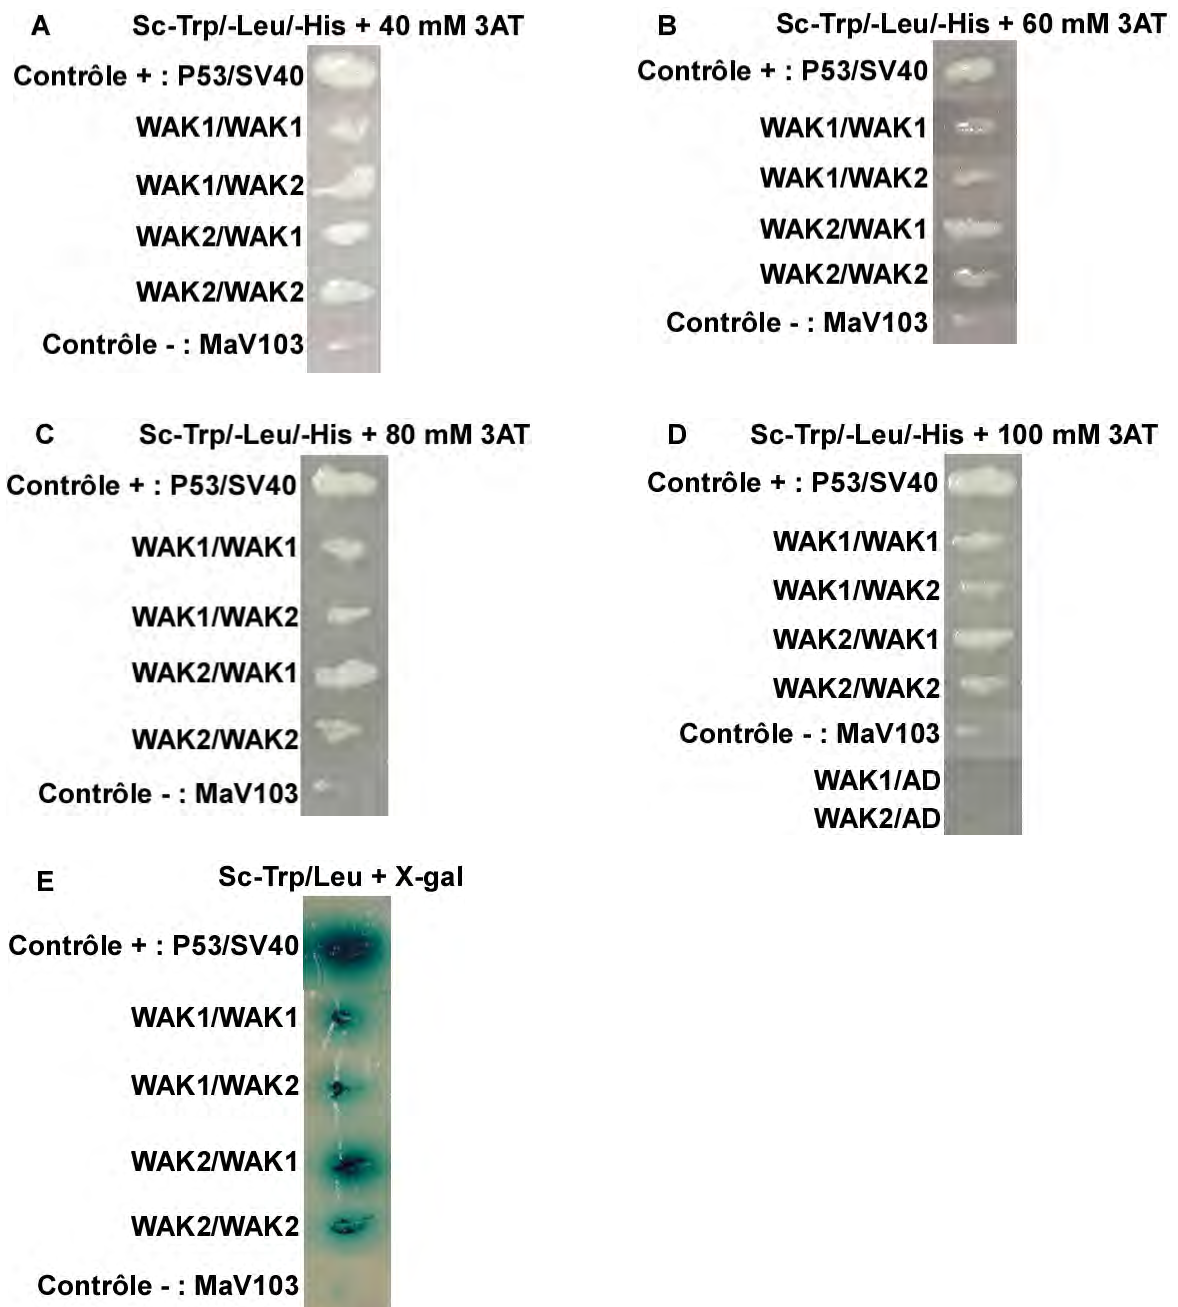 A
Sc-Trp/-Leu/-His + 40 mM 3AT
Contrôle + : P53/SV40
WAK1/WAK1
WAK1/WAK2
WAK2/WAK1
WAK2/WAK2
Contrôle - : MaV103
B
Sc-Trp/-Leu/-His + 60 mM 3AT
Contrôle + : P53/SV40
WAK1/WAK1
WAK1/WAK2
WAK2/WAK1
WAK2/WAK2
Contrôle - : MaV103
C
Sc-Trp/-Leu/-His + 80 mM 3AT
Contrôle + : P53/SV40
WAK1/WAK1
WAK1/WAK2
WAK2/WAK1
WAK2/WAK2
Contrôle - : MaV103
D
Sc-Trp/-Leu/-His + 100 mM 3AT
Contrôle + : P53/SV40
WAK1/WAK1
WAK1/WAK2
WAK2/WAK1
WAK2/WAK2
Contrôle - : MaV103
WAK1/AD
WAK2/AD
E
Sc-Trp/Leu + X-gal
Contrôle + : P53/SV40
WAK1/WAK1
WAK1/WAK2
WAK2/WAK1
WAK2/WAK2
Contrôle - : MaV103